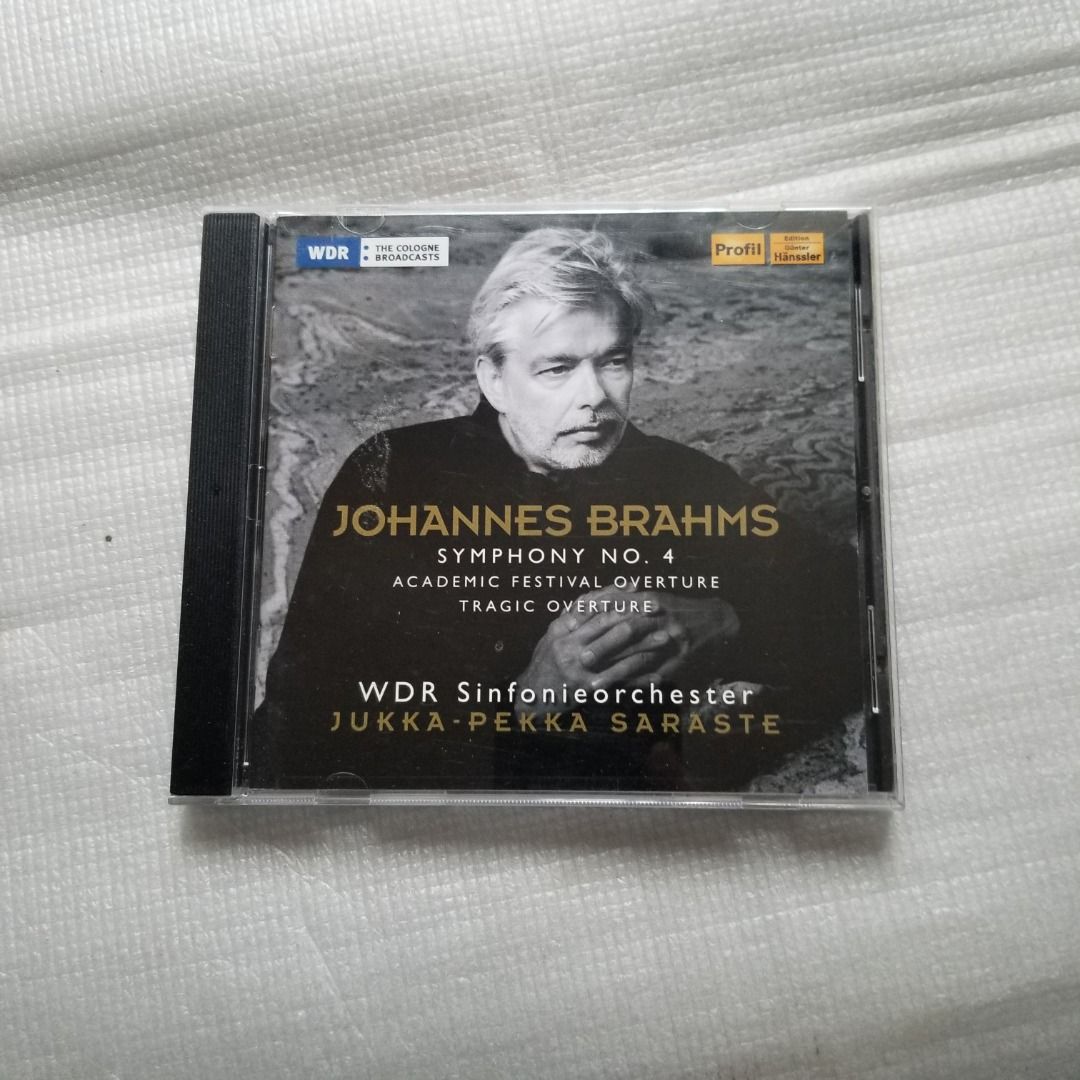 WDR : THE COLOGNE
BROADCASTS
Profil
Edition
Günter
Hänssler
JOHANNES BRAHMS
SYMPHONY NO. 4
ACADEMIC FESTIVAL OVERTURE
TRAGIC OVERTURE
WDR Sinfonieorchester
JUKKA-PEKKA SARASTE